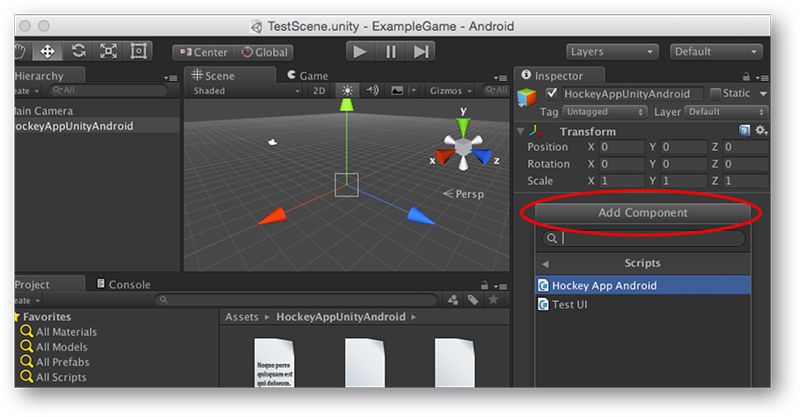 TestScene.unity - ExampleGame - Android
Center
Global
Layers
Default
Hierarchy
eate
All
Main Camera
HockeyAppUnityAndroid
Scene
Game
Shaded
2D
Gizmos
All
y
x
z
Persp
Inspector
HockeyAppUnityAndroid
Static
Tag
Untagged
Layer
Default
Transform
Position X 0 Y 0 Z 0
Rotation X 0 Y 0 Z 0
Scale X 1 Y 1 Z 1
Add Component
Scripts
Hockey App Android
Test UI
Project
Console
eate
Favorites
All Materials
All Models
All Prefabs
All Scripts
Assets
HockeyAppUnityAndroid
Neque porro
quisquam est
qui dolorem.